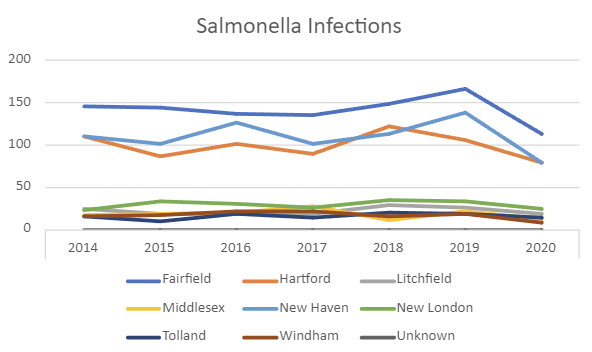 Salmonella Infections
200
150
100
50
0
2014 2015 2016 2017 2018 2019 2020
Fairfield Hartford Litchfield
Middlesex New Haven New London
Tolland Windham Unknown